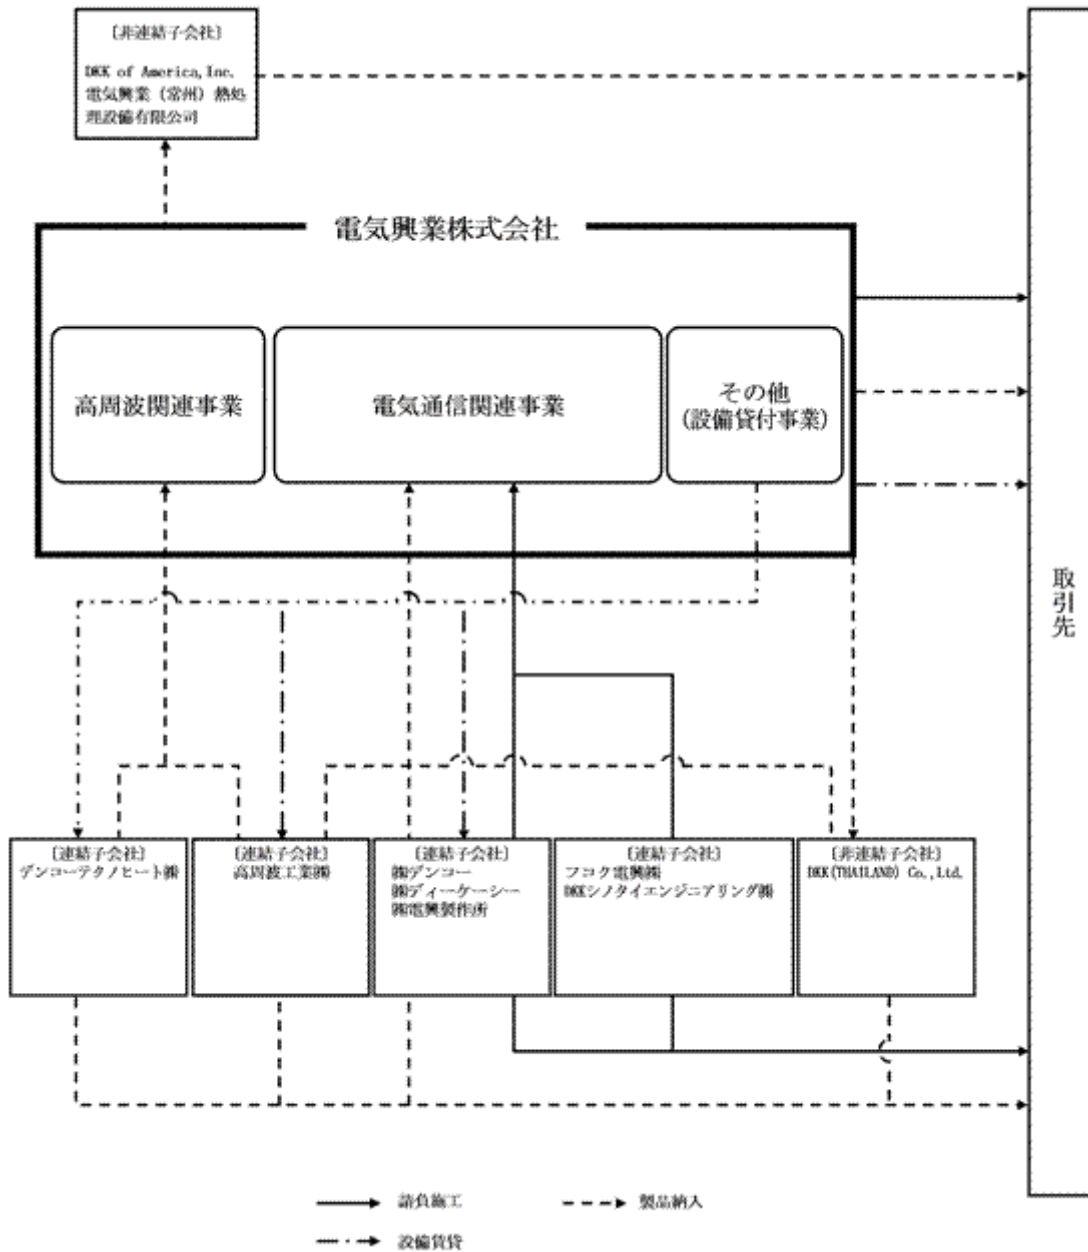 〔非連結子会社〕
DKK of America,Inc.
電気興業（常州）熱処
理設備有限公司
電気興業株式会社
高周波関連事業
電気通信関連事業
その他
(設備貸付事業)
取引先
〔連結子会社〕
デンコーテクノヒート㈱
〔連結子会社〕
高周波工業㈱
〔連結子会社〕
㈱デンコー
㈱ディーケーシー
㈱電興製作所
〔連結子会社〕
フコク電興㈱
DKKシノタイエンジニアリング㈱
〔非連結子会社〕
DKK(THAILAND) Co.,Ltd.
請負施工
製品納入
設備賃貸